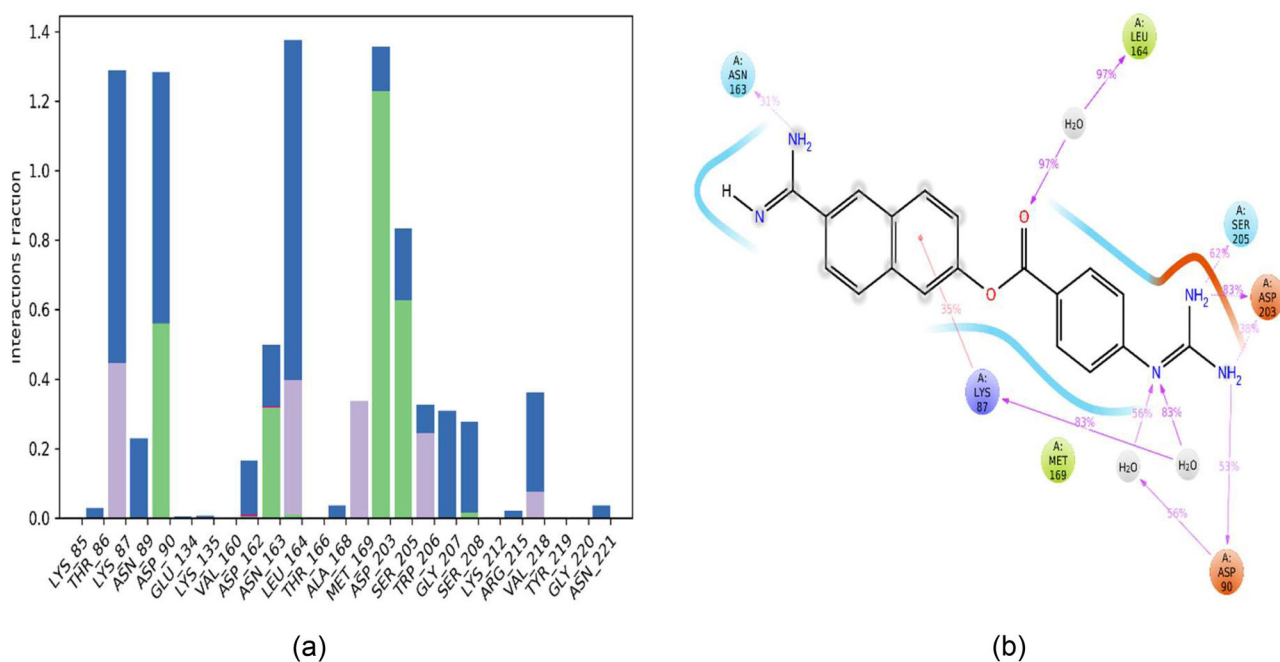 1.4
1.2
1.0
0.8
0.6
0.4
0.2
0.0
Interactions Fraction
LYS_85
THR_86
LYS_87
ASN_89
ASP_90
GLU_134
LYS_135
VAL_160
ASP_162
ASN_163
LEU_164
THR_166
ALA_168
MET_169
ASP_203
SER_205
TRP_206
GLY_207
SER_208
LYS_212
ARG_215
VAL_218
TYR_219
GLY_220
ASN_221
(a)
A:
LEU
164
A:
ASN
163
97%
31%
H₂O
NH₂
97%
H
N
O
A:
SER
205
62%
NH₂
83%
A:
ASP
203
O
35%
38%
N
NH₂
A:
LYS
87
56%
83%
83%
A:
MET
169
H₂O
H₂O
53%
56%
A:
ASP
90
(b)